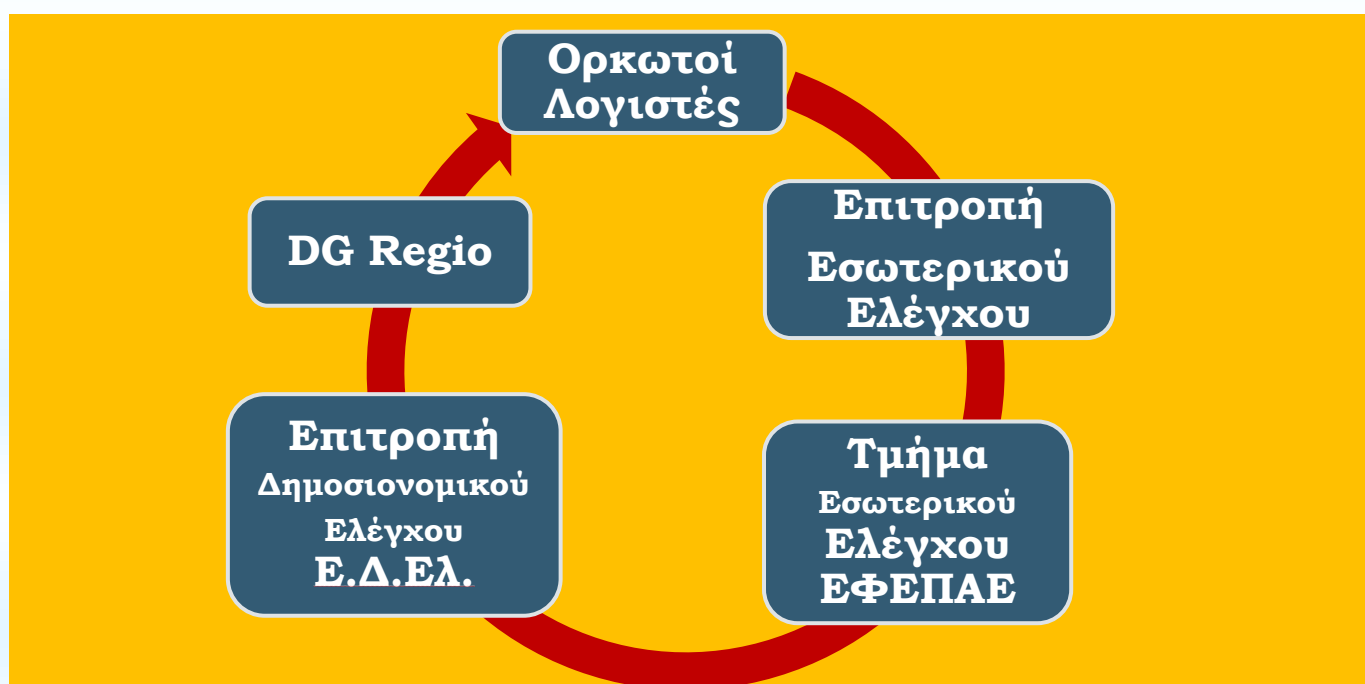 Ορκωτοί
Λογιστές
Επιτροπή
Εσωτερικού
Ελέγχου
Τμήμα
Εσωτερικού
Ελέγχου
ΕΦΕΠΑΕ
Επιτροπή
Δημοσιονομικού
Ελέγχου
Ε.Δ.Ελ.
DG Regio